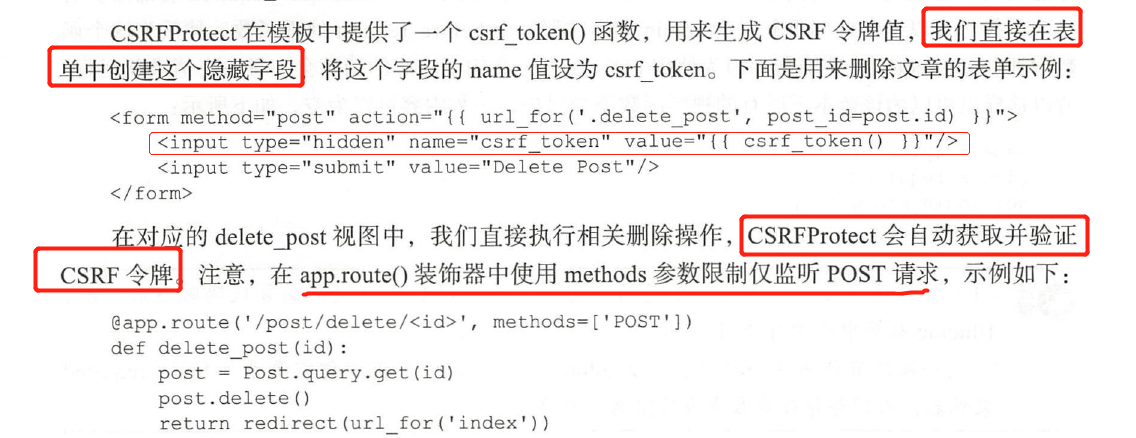 CSRFProtect 在模板中提供了一个 csrf_token() 函数，用来生成 CSRF 令牌值，我们直接在表
单中创建这个隐藏字段，将这个字段的 name 值设为 csrf_token。下面是用来删除文章的表单示例：
<form method="post" action="{{ url_for('.delete_post', post_id=post.id) }}">
<input type="hidden" name="csrf_token" value="{{ csrf_token() }}"/>
<input type="submit" value="Delete Post"/>
</form>
在对应的 delete_post 视图中，我们直接执行相关删除操作，CSRFProtect 会自动获取并验证
CSRF 令牌。注意，在 app.route() 装饰器中使用 methods 参数限制仅监听 POST 请求，示例如下：
@app.route('/post/delete/<id>', methods=['POST'])
def delete_post(id):
post = Post.query.get(id)
post.delete()
return redirect(url_for('index'))